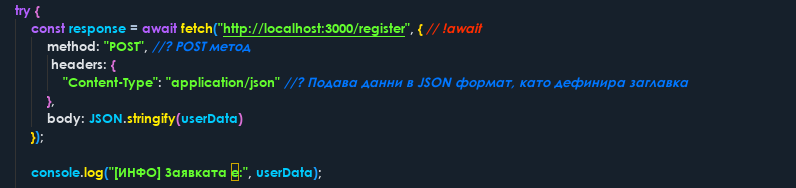 try {
const response = await fetch("http://localhost:3000/register", { // !await
method: "POST", //? POST метод
headers: {
"Content-Type": "application/json" //? Подава данни в JSON формат, като дефинира заглавка
},
body: JSON.stringify(userData)
});
console.log("[ИНФО] Заявката е:", userData);